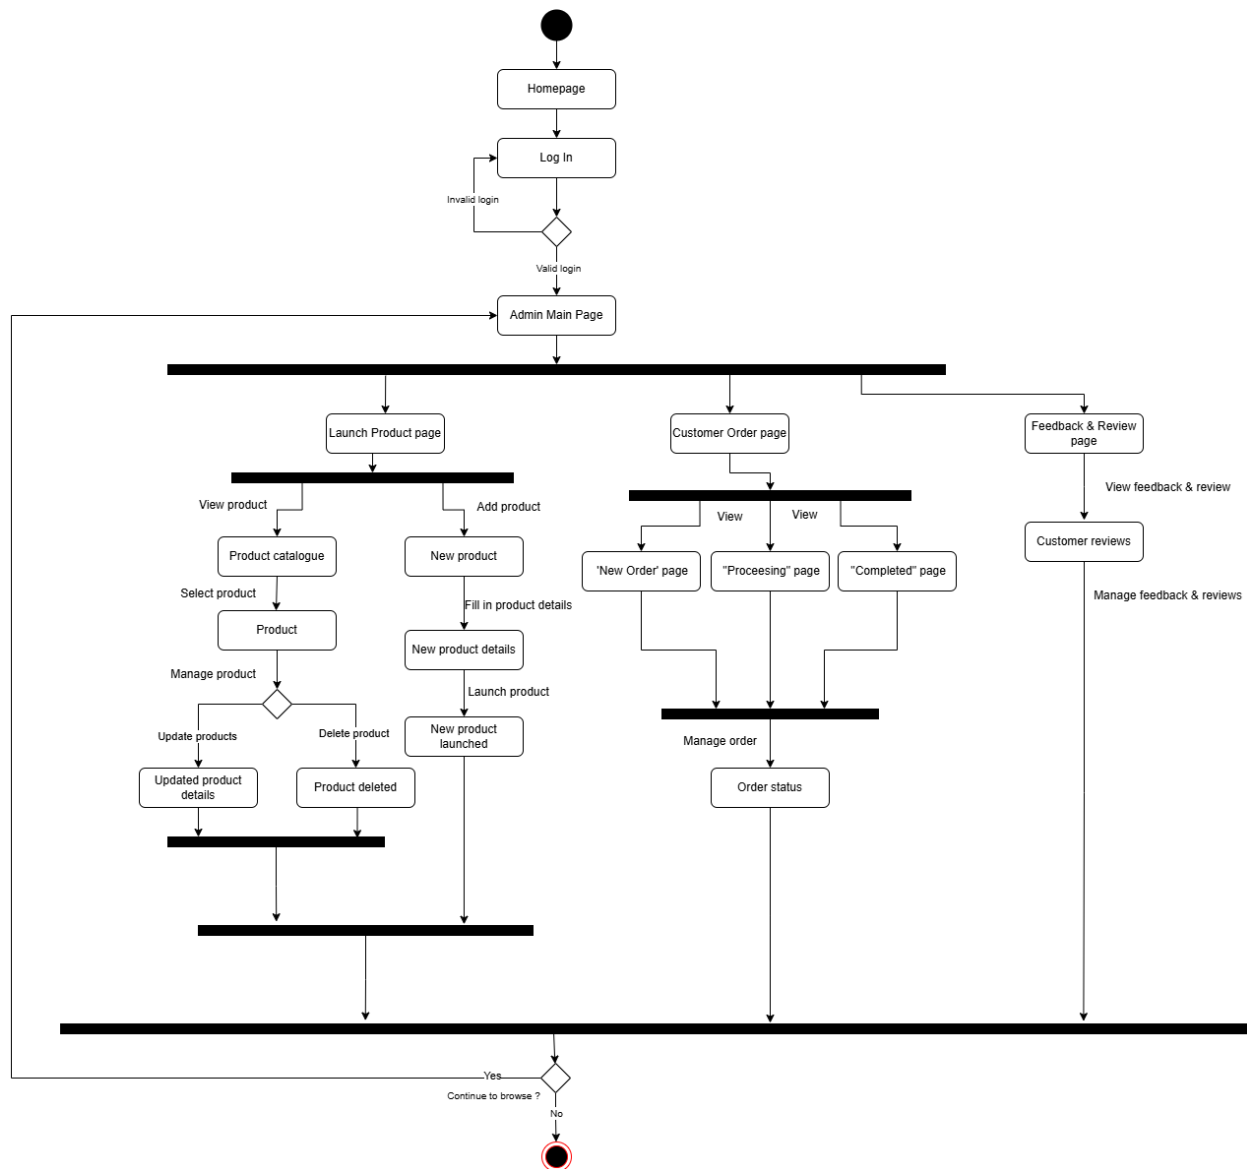 Homepage
Log In
Invalid login
Valid login
Admin Main Page
Launch Product page
Customer Order page
Feedback & Review
page
View product
Add product
View
View
View feedback & review
Product catalogue
New product
'New Order' page
"Proceesing" page
"Completed" page
Customer reviews
Select product
Fill in product details
Manage feedback & reviews
Product
New product details
Manage product
Launch product
Update products
Delete product
New product
launched
Manage order
Updated product
details
Product deleted
Order status
Yes
Continue to browse ?
No